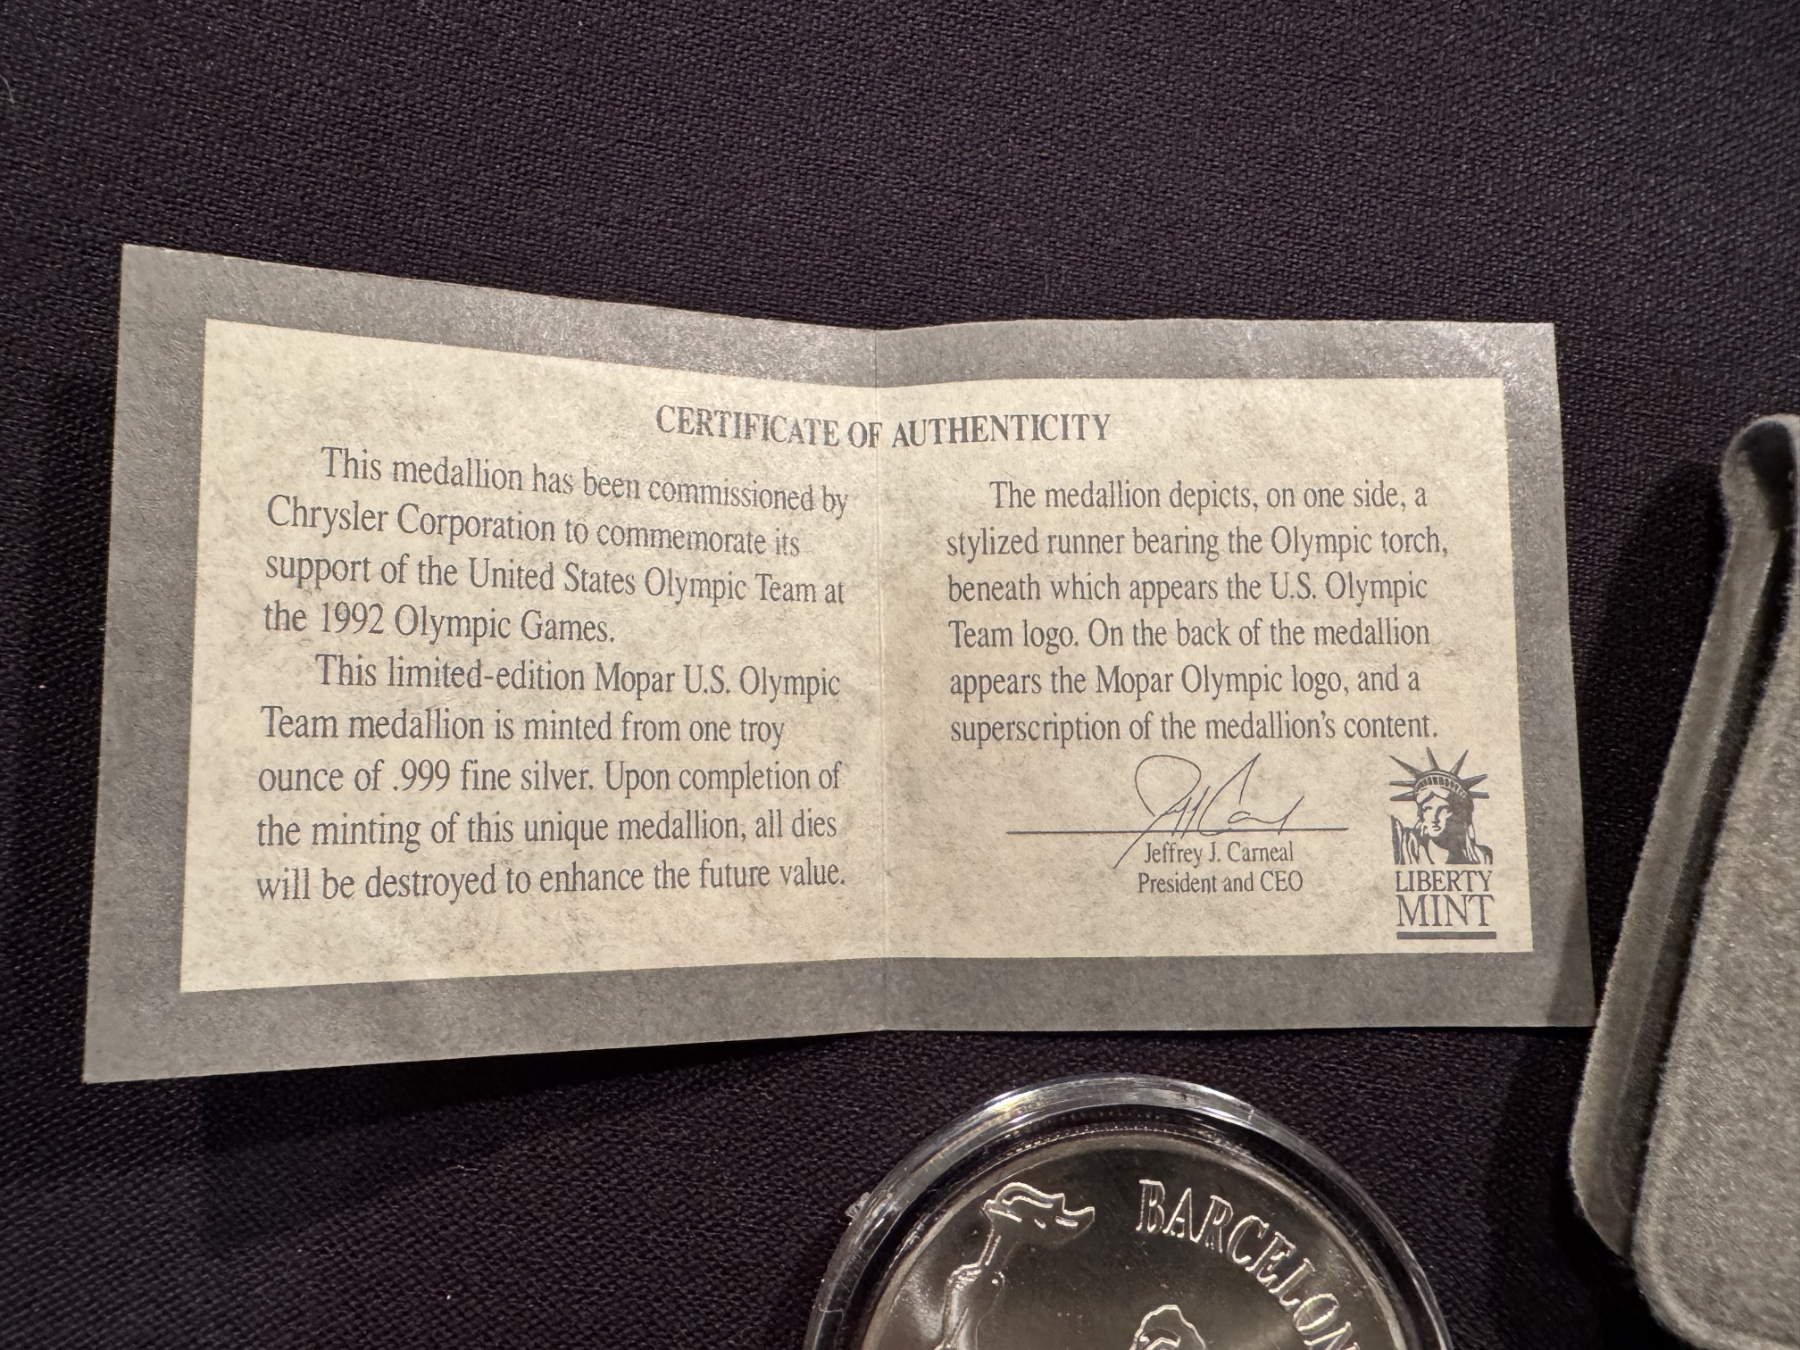 CERTIFICATE OF AUTHENTICITY
This medallion has been commissioned by
Chrysler Corporation to commemorate its
support of the United States Olympic Team at
the 1992 Olympic Games.
This limited-edition Mopar U.S. Olympic
Team medallion is minted from one troy
ounce of .999 fine silver. Upon completion of
the minting of this unique medallion, all dies
will be destroyed to enhance the future value.
The medallion depicts, on one side, a
stylized runner bearing the Olympic torch,
beneath which appears the U.S. Olympic
Team logo. On the back of the medallion
appears the Mopar Olympic logo, and a
superscription of the medallion's content.
Jeffrey J. Carneal
President and CEO
LIBERTY
MINT
BARCELON